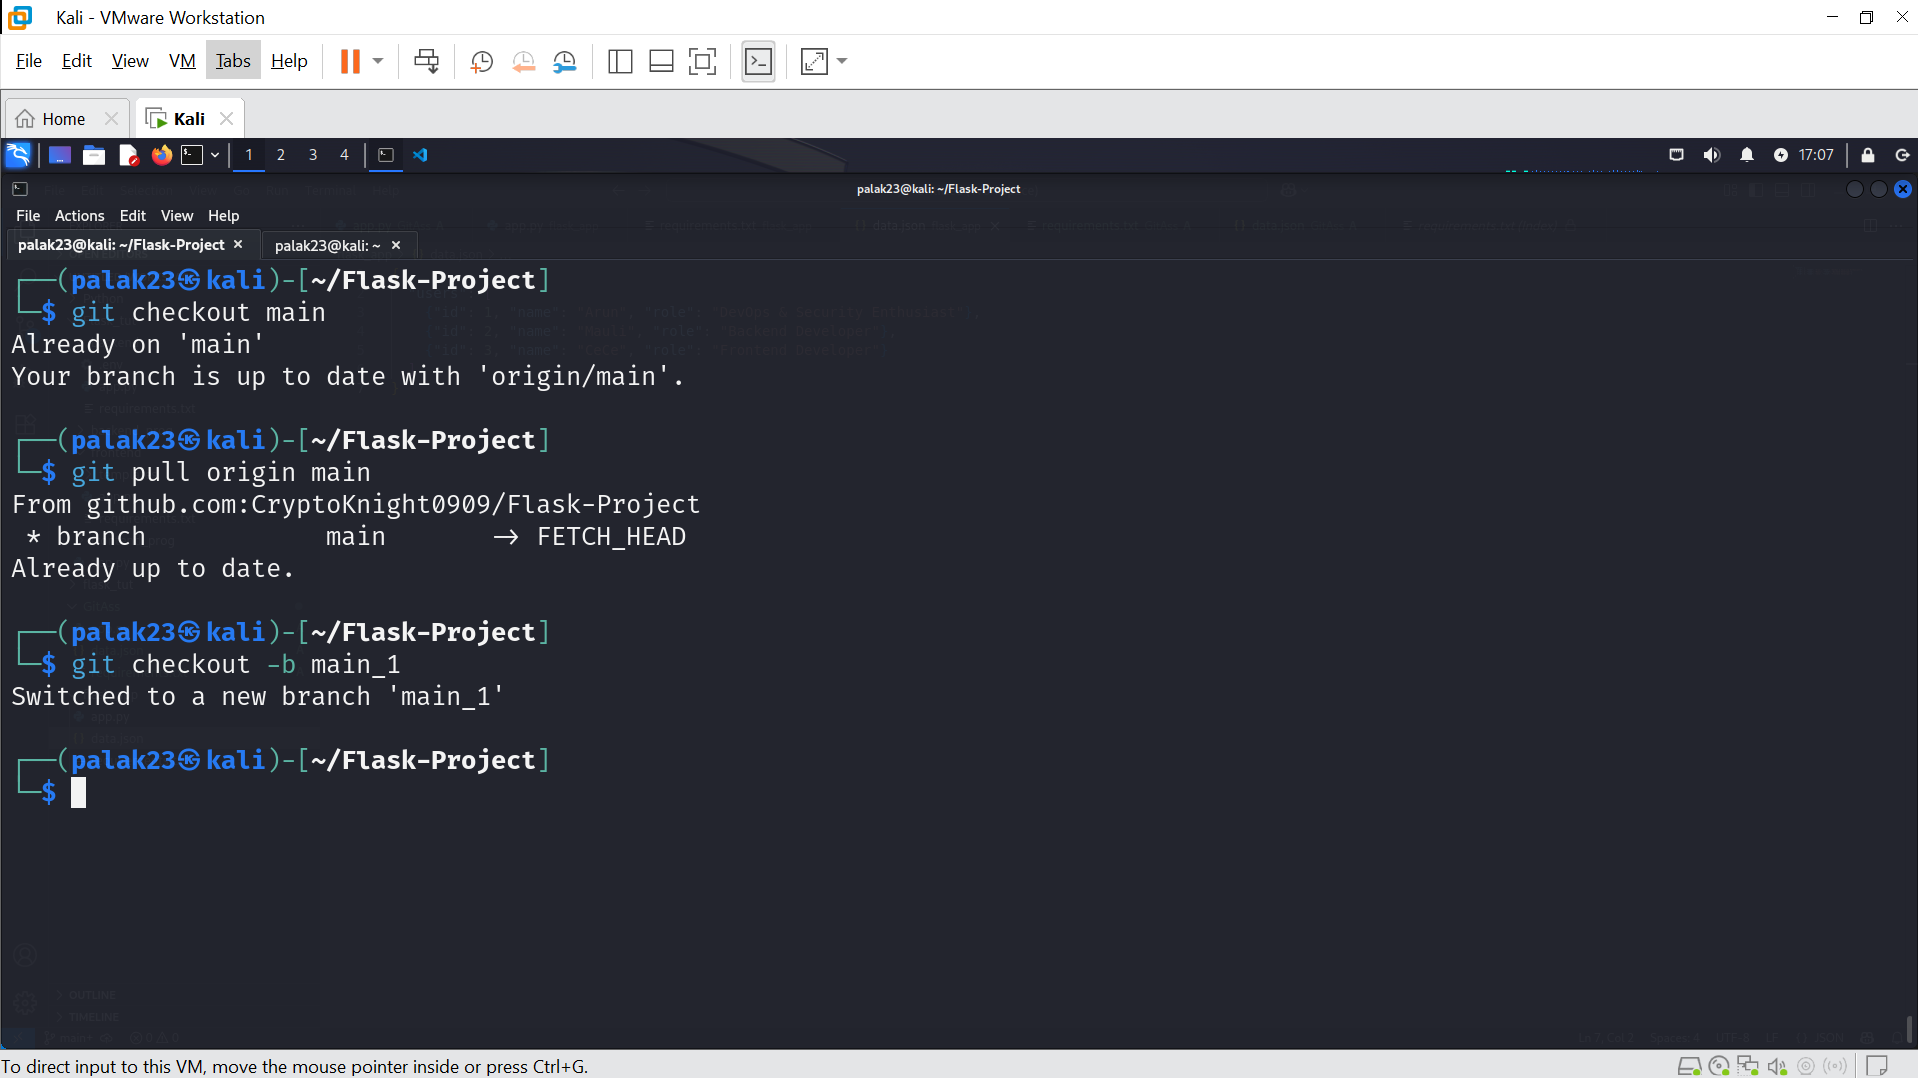 Kali - VMware Workstation
File Edit View VM Tabs Help
Home
Kali
1 2 3 4
17:07
palak23@kali: ~/Flask-Project
File Actions Edit View Help
palak23@kali: ~/Flask-Project
palak23@kali: ~
(palak23㉿kali)-[~/Flask-Project]
$ git checkout main
Already on 'main'
Your branch is up to date with 'origin/main'.
(palak23㉿kali)-[~/Flask-Project]
$ git pull origin main
From github.com:CryptoKnight0909/Flask-Project
* branch main -> FETCH_HEAD
Already up to date.
(palak23㉿kali)-[~/Flask-Project]
$ git checkout -b main_1
Switched to a new branch 'main_1'
(palak23㉿kali)-[~/Flask-Project]
$
OUTLINE
TIMELINE
To direct input to this VM, move the mouse pointer inside or press Ctrl+G.